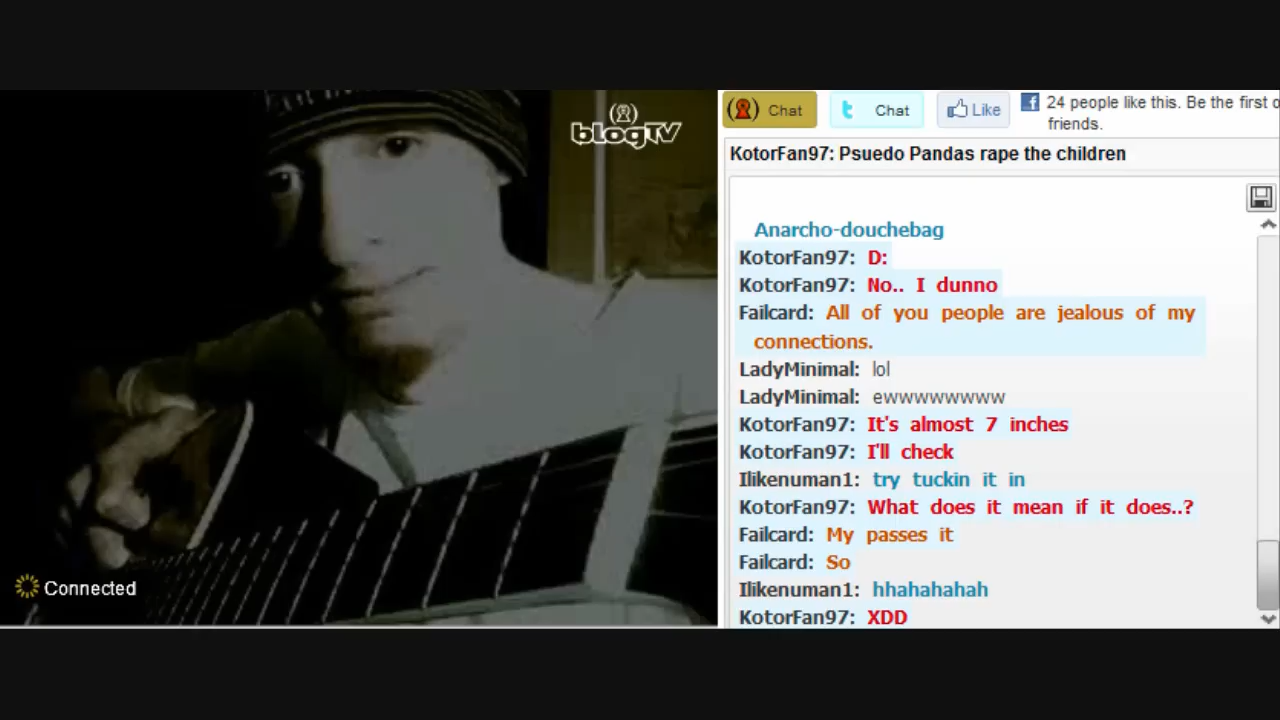 blogTV
Connected
Chat
Chat
Like
24 people like this. Be the first o
friends.
KotorFan97: Psuedo Pandas rape the children
Anarcho-douchebag
KotorFan97: D:
KotorFan97: No.. I dunno
Failcard: All of you people are jealous of my
connections.
LadyMinimal: lol
LadyMinimal: ewwwwwwww
KotorFan97: It's almost 7 inches
KotorFan97: I'll check
Ilikenuman1: try tuckin it in
KotorFan97: What does it mean if it does..?
Failcard: My passes it
Failcard: So
Ilikenuman1: hhahahahah
KotorFan97: XDD